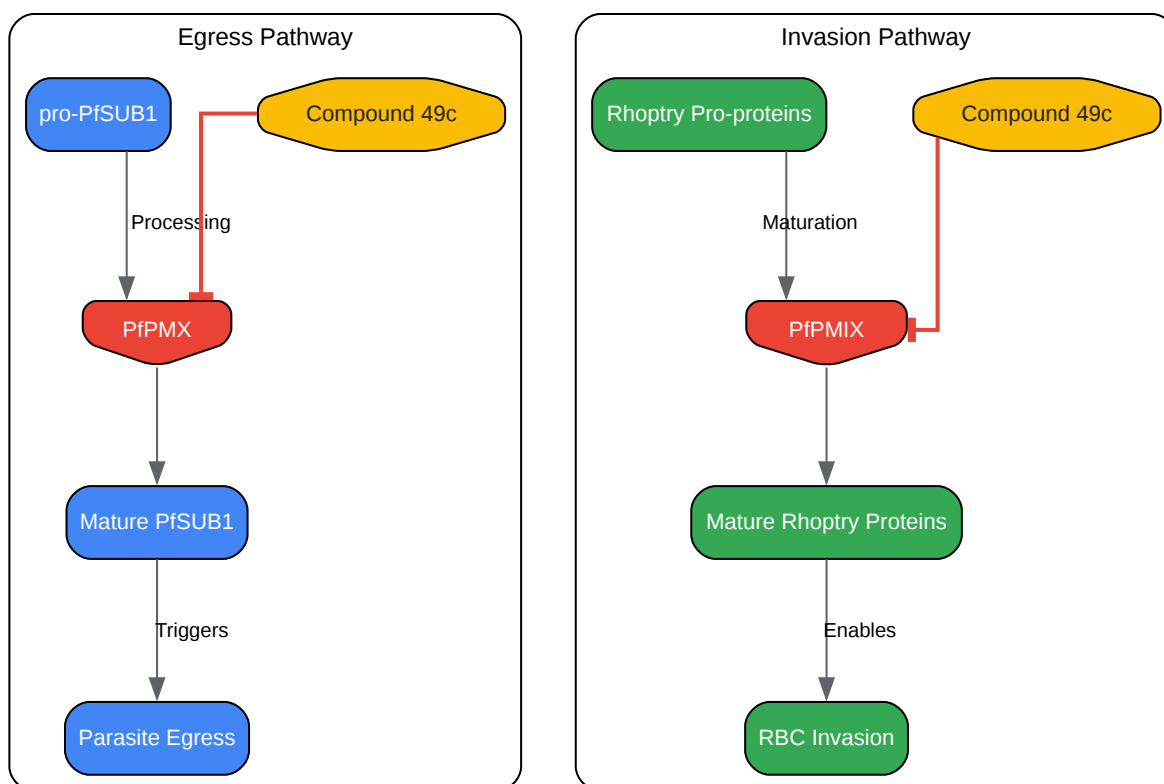 Egress Pathway
pro-PfSUB1
Compound 49c
Processing
PfPMX
Mature PfSUB1
Triggers
Parasite Egress
Invasion Pathway
Rhoptry Pro-proteins
Compound 49c
Maturation
PfPMIX
Mature Rhoptry Proteins
Enables
RBC Invasion